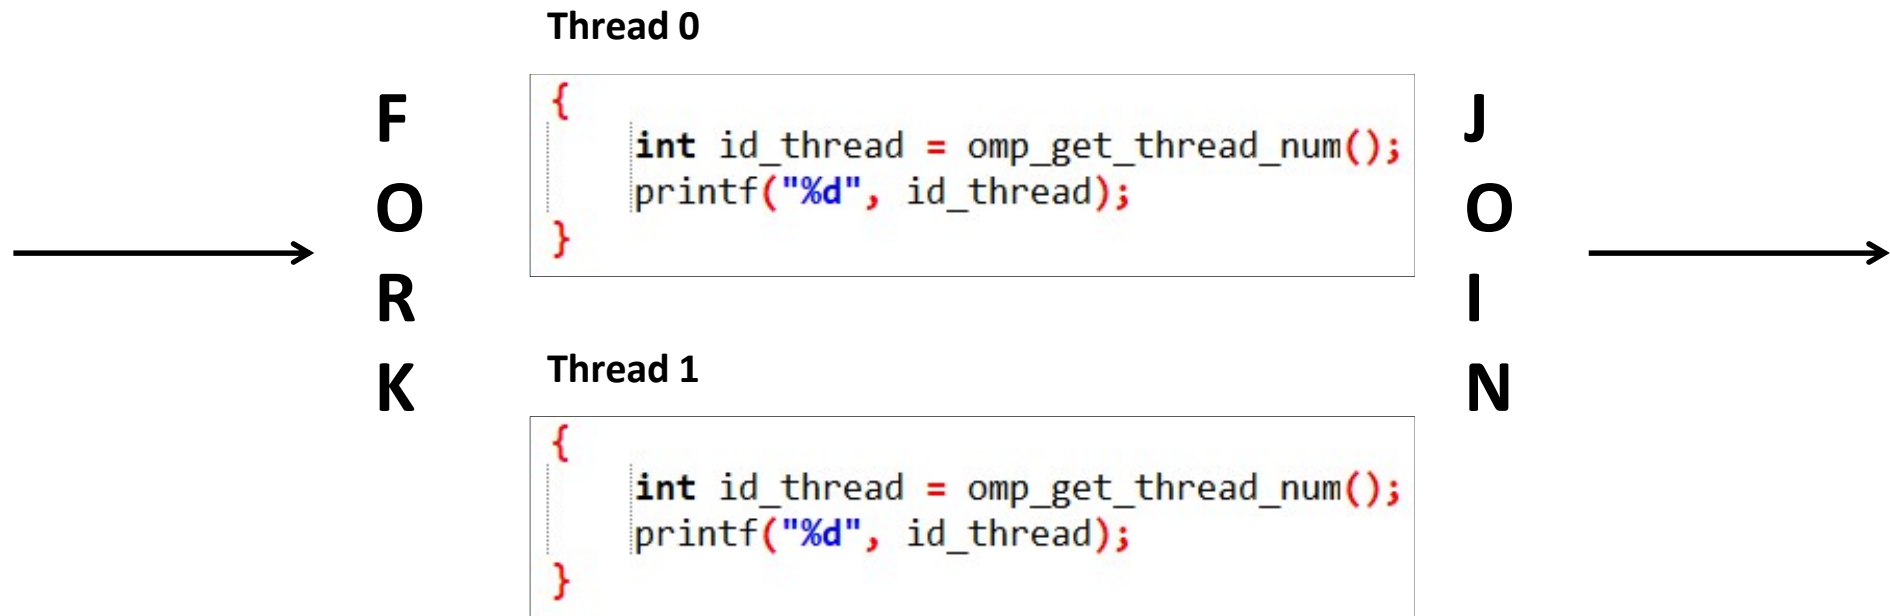 Thread 0
F
O
R
K
{
    int id_thread = omp_get_thread_num();
    printf("%d", id_thread);
}
Thread 1
{
    int id_thread = omp_get_thread_num();
    printf("%d", id_thread);
}
J
O
I
N